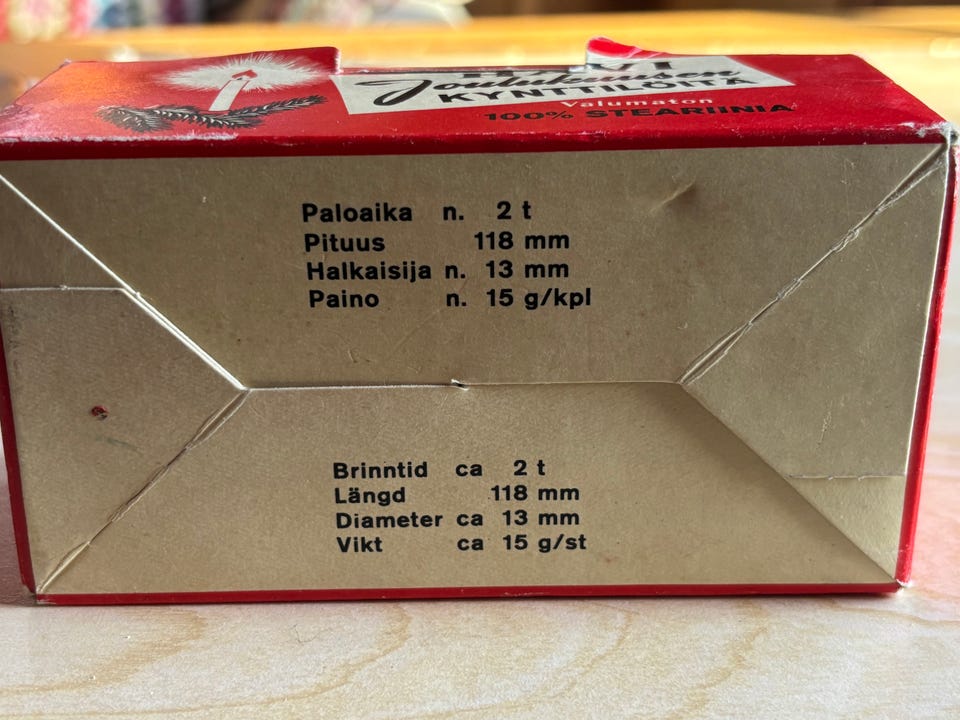 Joulukuusen
KYNTTILÖITÄ
Valumaton
100% STEARIINIA
Paloaika n. 2 t
Pituus 118 mm
Halkaisija n. 13 mm
Paino n. 15 g/kpl
Brinntid ca 2 t
Längd 118 mm
Diameter ca 13 mm
Vikt ca 15 g/st